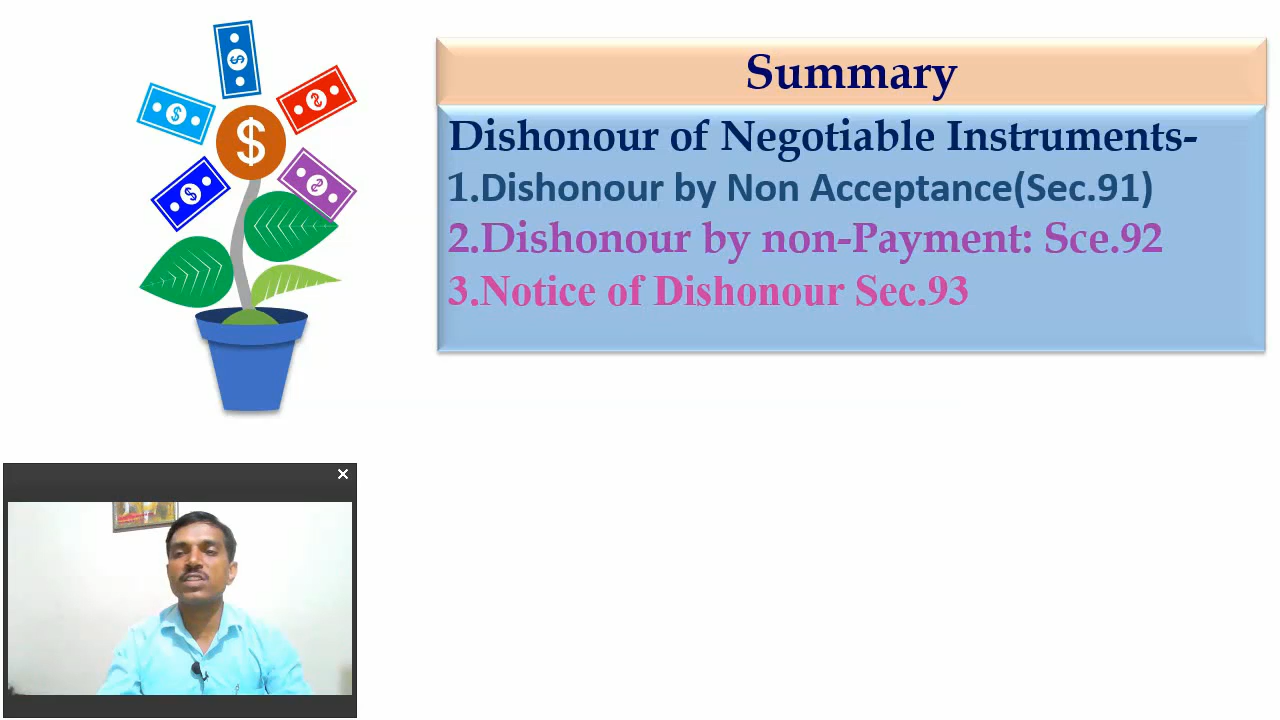 Summary
Dishonour of Negotiable Instruments-
1.Dishonour by Non Acceptance(Sec.91)
2.Dishonour by non-Payment: Sce.92
3.Notice of Dishonour Sec.93